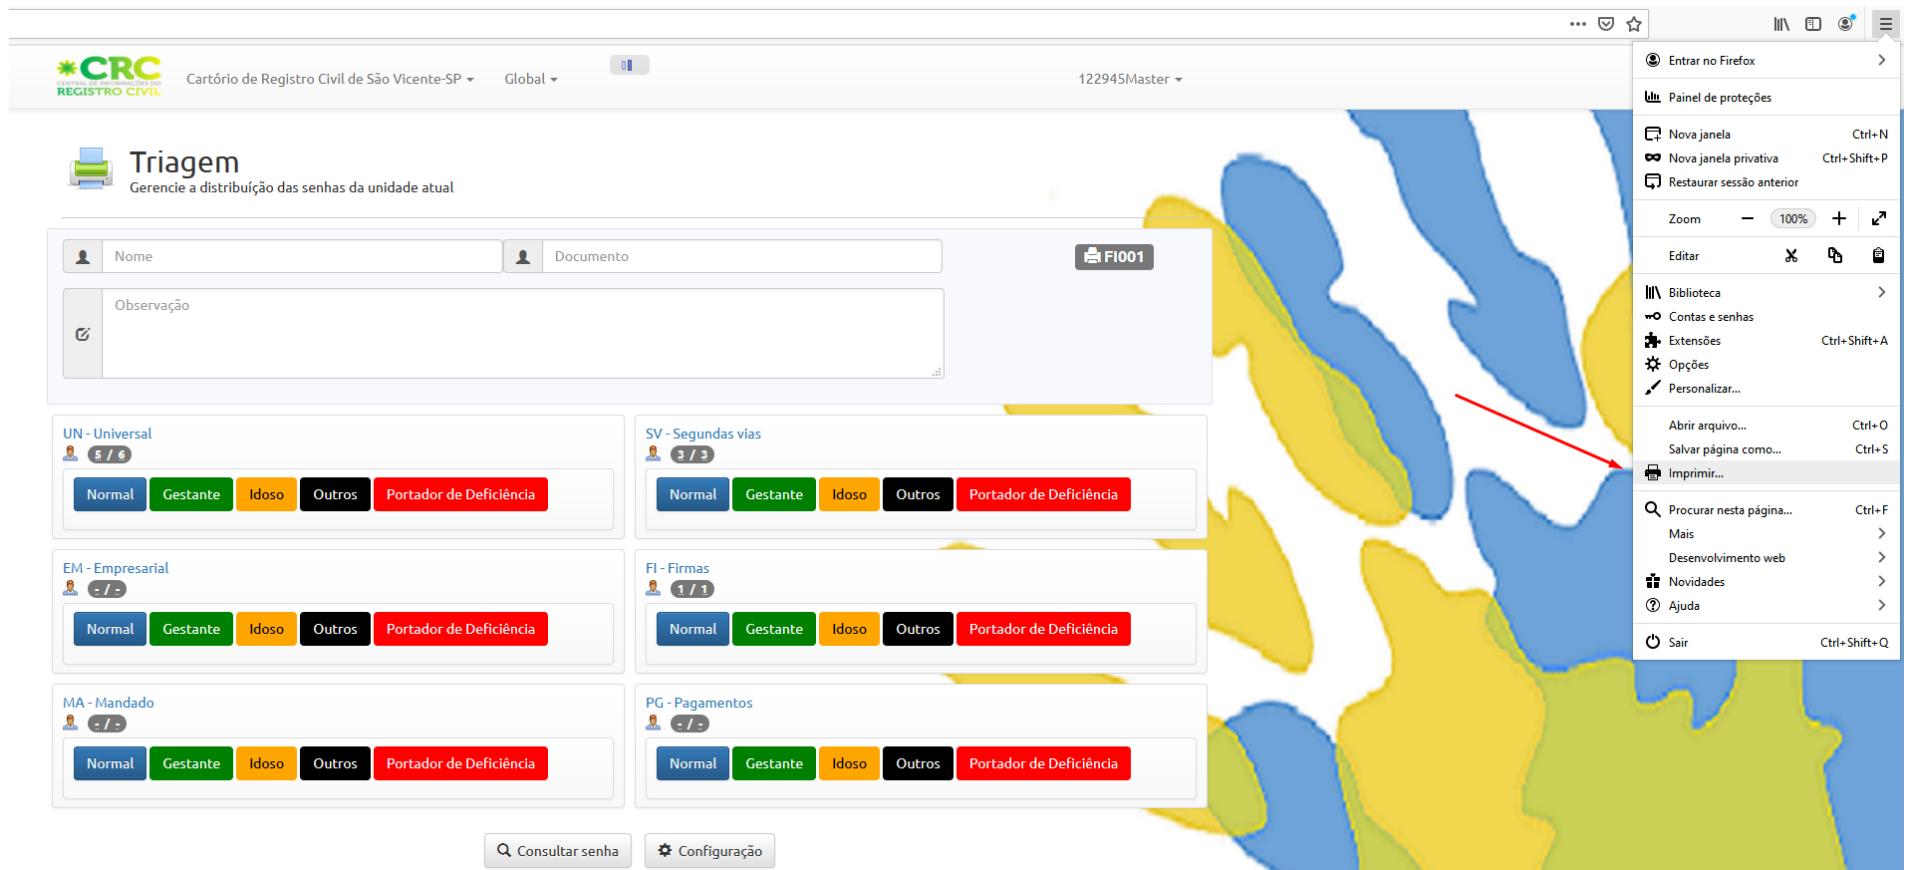 CRC
CENTRAL DE INFORMAÇÕES DO
REGISTRO CIVIL
Cartório de Registro Civil de São Vicente-SP
Global
122945Master
Triagem
Gerencie a distribuíção das senhas da unidade atual
Nome
Documento
FI001
Observação
UN - Universal
5 / 6
Normal Gestante Idoso Outros Portador de Deficiência
SV - Segundas vias
3 / 3
Normal Gestante Idoso Outros Portador de Deficiência
EM - Empresarial
- / -
Normal Gestante Idoso Outros Portador de Deficiência
FI - Firmas
1 / 1
Normal Gestante Idoso Outros Portador de Deficiência
MA - Mandado
- / -
Normal Gestante Idoso Outros Portador de Deficiência
PG - Pagamentos
- / -
Normal Gestante Idoso Outros Portador de Deficiência
Consultar senha
Configuração
Entrar no Firefox
Painel de proteções
Nova janela Ctrl+N
Nova janela privativa Ctrl+Shift+P
Restaurar sessão anterior
Zoom 100%
Editar
Biblioteca
Contas e senhas
Extensões Ctrl+Shift+A
Opções
Personalizar...
Abrir arquivo... Ctrl+O
Salvar página como... Ctrl+S
Imprimir...
Procurar nesta página... Ctrl+F
Mais
Desenvolvimento web
Novidades
Ajuda
Sair Ctrl+Shift+Q